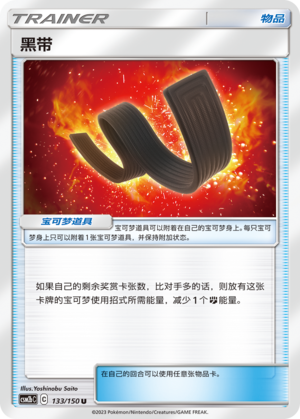 TRAINER 物品
黑带
宝可梦道具
宝可梦道具可以附着在自己的宝可梦身上。每只宝可
梦身上只可以附着1张宝可梦道具，并保持附加状态。
如果自己的剩余奖赏卡张数，比对手多的话，则放有这张
卡牌的宝可梦使用招式所需能量，减少1个能量。
在自己的回合可以使用任意张物品卡。
Illus.Yoshinobu Saito
CSM2b C C 133/150 U
©2023 Pokémon/Nintendo/Creatures/GAME FREAK.